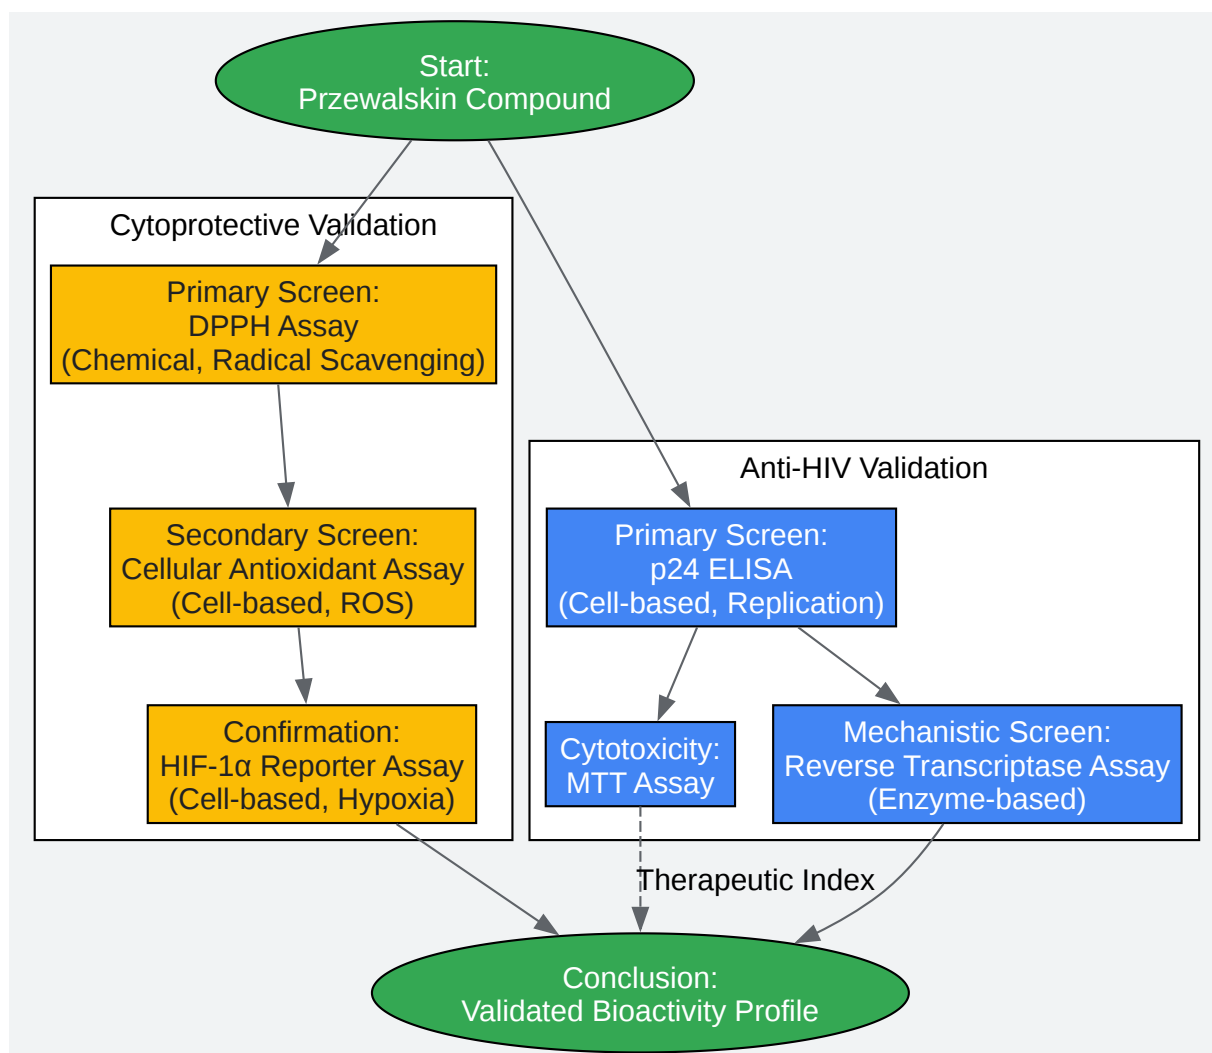 Start:
Przewalskin Compound
Cytoprotective Validation
Primary Screen:
DPPH Assay
(Chemical, Radical Scavenging)
Secondary Screen:
Cellular Antioxidant Assay
(Cell-based, ROS)
Confirmation:
HIF-1α Reporter Assay
(Cell-based, Hypoxia)
Anti-HIV Validation
Primary Screen:
p24 ELISA
(Cell-based, Replication)
Cytotoxicity:
MTT Assay
Mechanistic Screen:
Reverse Transcriptase Assay
(Enzyme-based)
Therapeutic Index
Conclusion:
Validated Bioactivity Profile